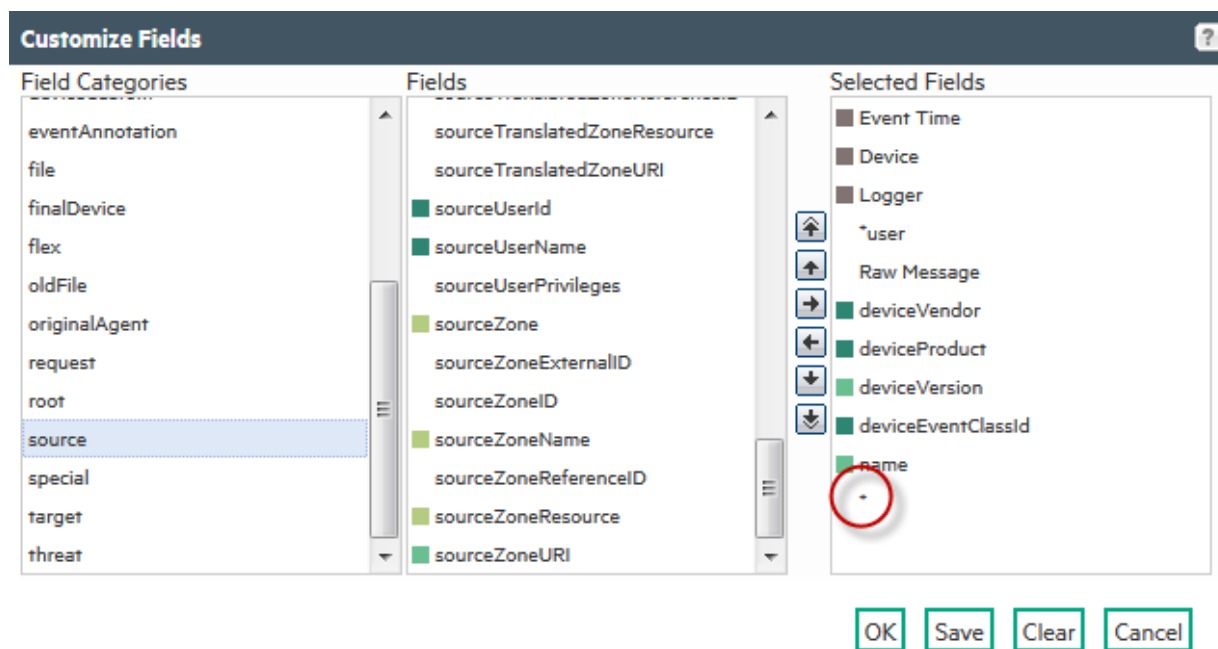 Customize Fields
?
Field Categories
eventAnnotation
file
finalDevice
flex
oldFile
originalAgent
request
root
source
special
target
threat
Fields
sourceTranslatedZoneResource
sourceTranslatedZoneURI
sourceUserId
sourceUserName
sourceUserPrivileges
sourceZone
sourceZoneExternalID
sourceZoneID
sourceZoneName
sourceZoneReferenceID
sourceZoneResource
sourceZoneURI
Selected Fields
Event Time
Device
Logger
*user
Raw Message
deviceVendor
deviceProduct
deviceVersion
deviceEventClassId
name
*
OK Save Clear Cancel